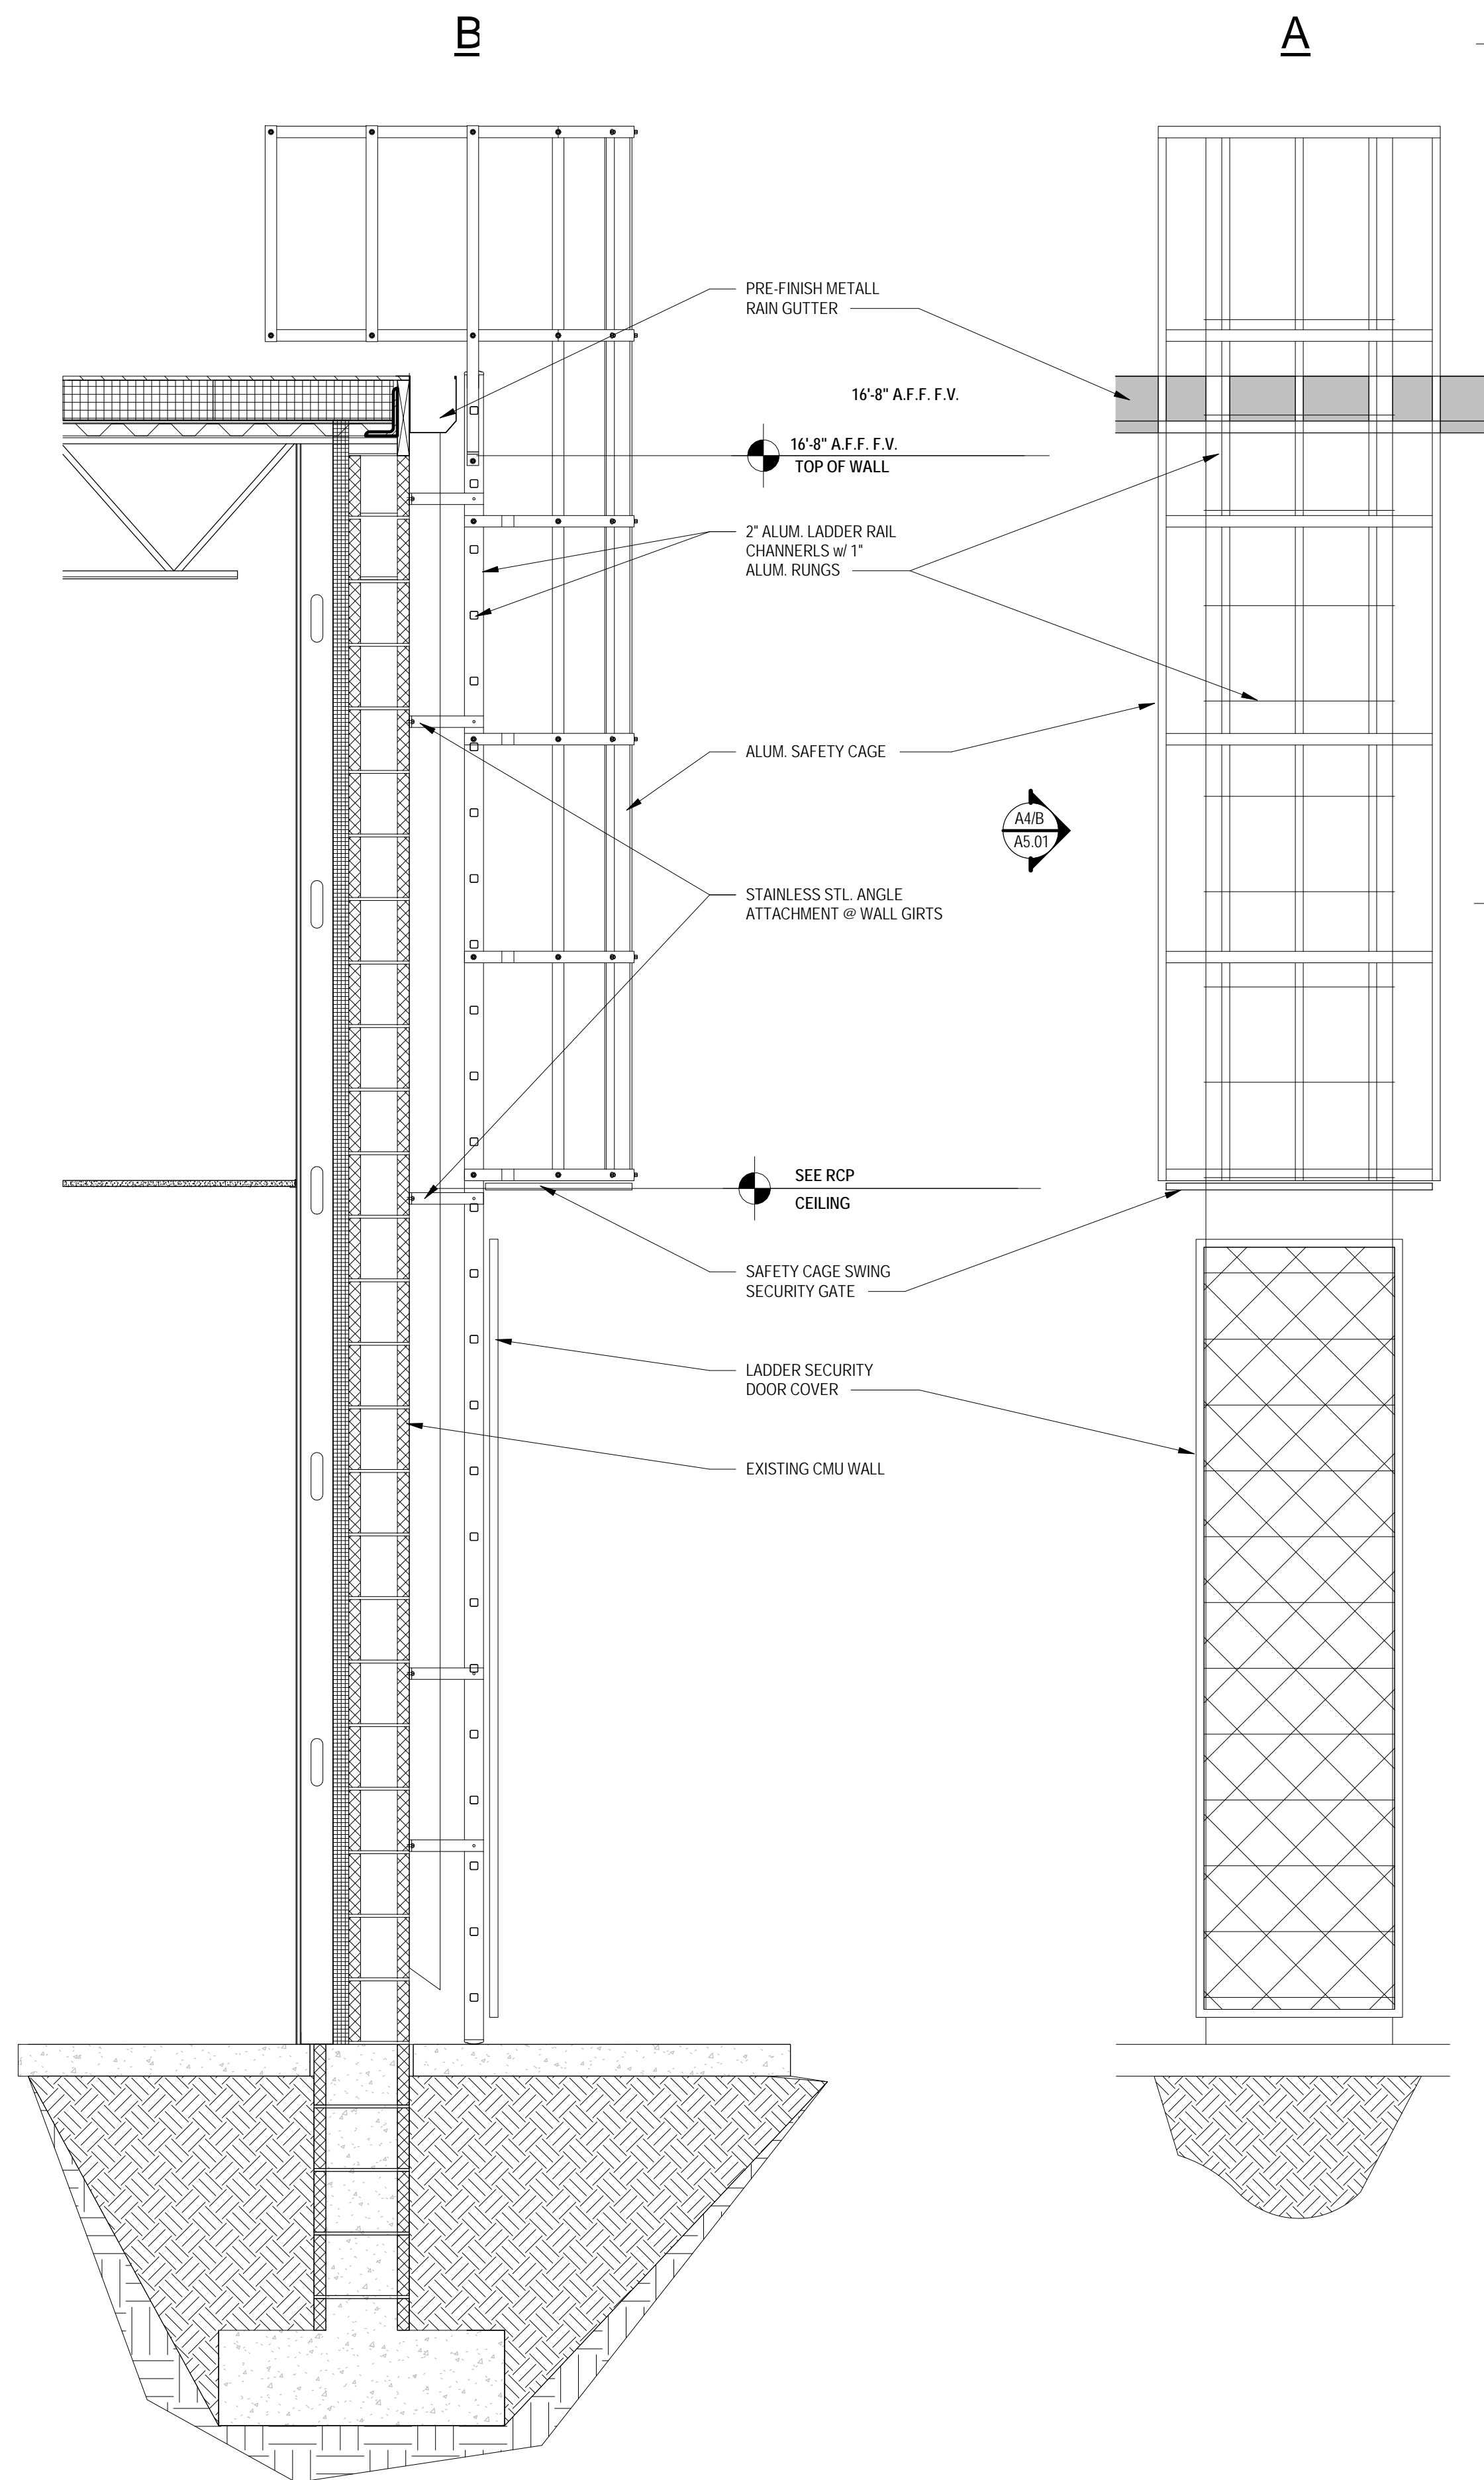 B
A
PRE-FINISH METALL
RAIN GUTTER
16'-8" A.F.F. F.V.
16'-8" A.F.F. F.V.
TOP OF WALL
2" ALUM. LADDER RAIL
CHANNERLS w/ 1"
ALUM. RUNGS
ALUM. SAFETY CAGE
A4/B
A5.01
STAINLESS STL. ANGLE
ATTACHMENT @ WALL GIRTS
SEE RCP
CEILING
SAFETY CAGE SWING
SECURITY GATE
LADDER SECURITY
DOOR COVER
EXISTING CMU WALL